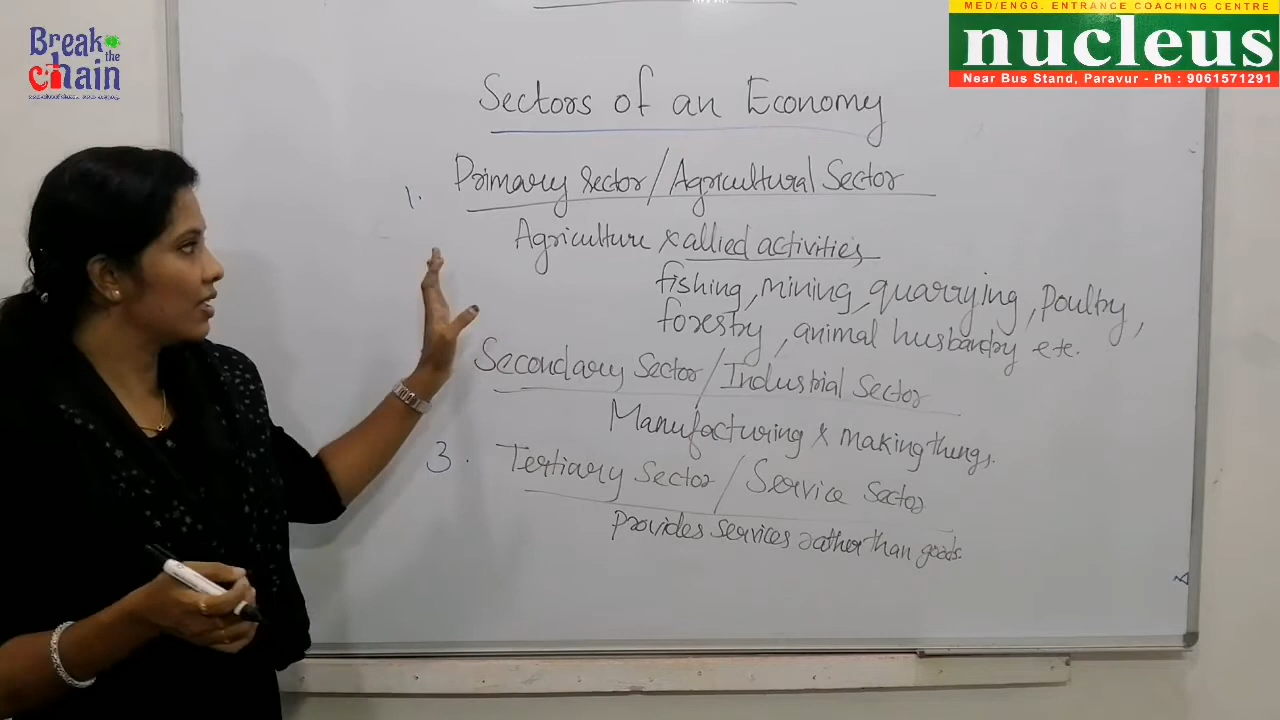 Break
the
chain
MED/ENGG. ENTRANCE COACHING CENTRE
nucleus
Near Bus Stand, Paravur - Ph : 9061571291
Sectors of an Economy
1. Primary Sector/Agricultural Sector
Agriculture & allied activities
fishing, mining, quarrying, Poultry,
forestry, animal husbandry etc.
Secondary Sector/Industrial Sector
Manufacturing & making things.
3. Tertiary Sector/Service Sector
Provides services rather than goods